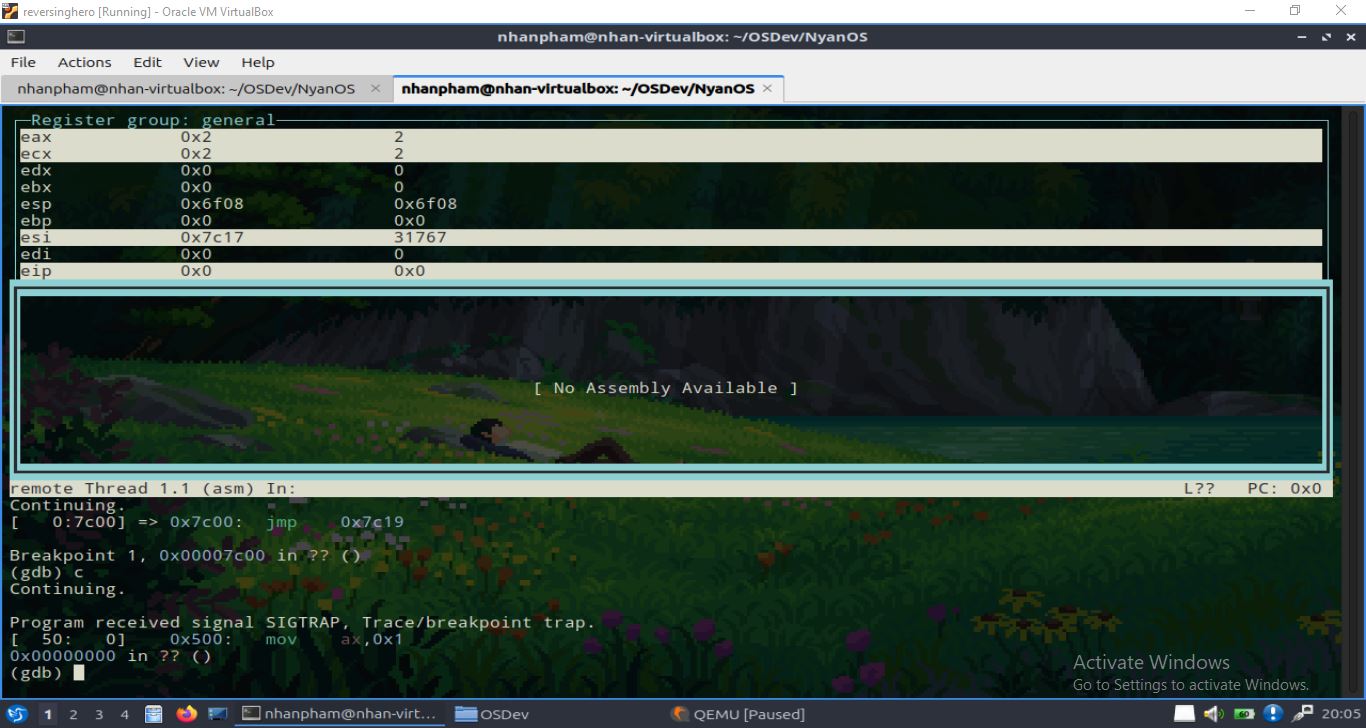 reversinghero [Running] - Oracle VM VirtualBox
nhanpham@nhan-virtualbox: ~/OSDev/NyanOS
File Actions Edit View Help
nhanpham@nhan-virtualbox: ~/OSDev/NyanOS × nhanpham@nhan-virtualbox: ~/OSDev/NyanOS ×
Register group: general
eax 0x2 2
ecx 0x2 2
edx 0x0 0
ebx 0x0 0
esp 0x6f08 0x6f08
ebp 0x0 0x0
esi 0x7c17 31767
edi 0x0 0
eip 0x0 0x0
[ No Assembly Available ]
remote Thread 1.1 (asm) In: L?? PC: 0x0
Continuing.
[ 0:7c00] => 0x7c00: jmp 0x7c19
Breakpoint 1, 0x00007c00 in ?? ()
(gdb) c
Continuing.
Program received signal SIGTRAP, Trace/breakpoint trap.
[ 50: 0] 0x500: mov ax,0x1
0x00000000 in ?? ()
(gdb)
Activate Windows
Go to Settings to activate Windows.
1 2 3 4 nhanpham@nhan-virt... OSDev QEMU [Paused] 20:05